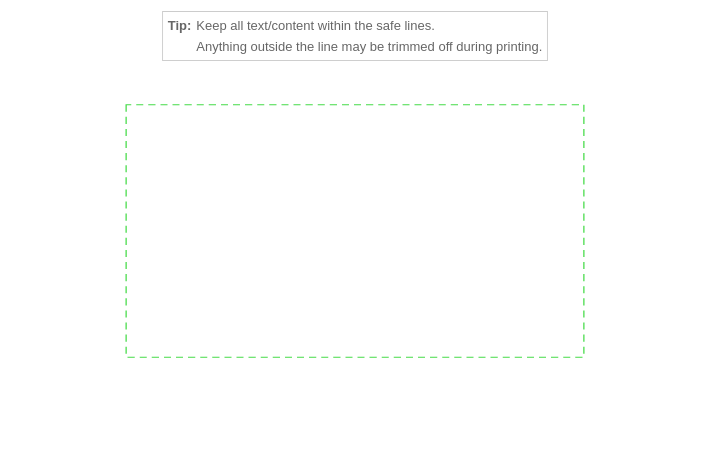 Tip: Keep all text/content within the safe lines.
Anything outside the line may be trimmed off during printing.